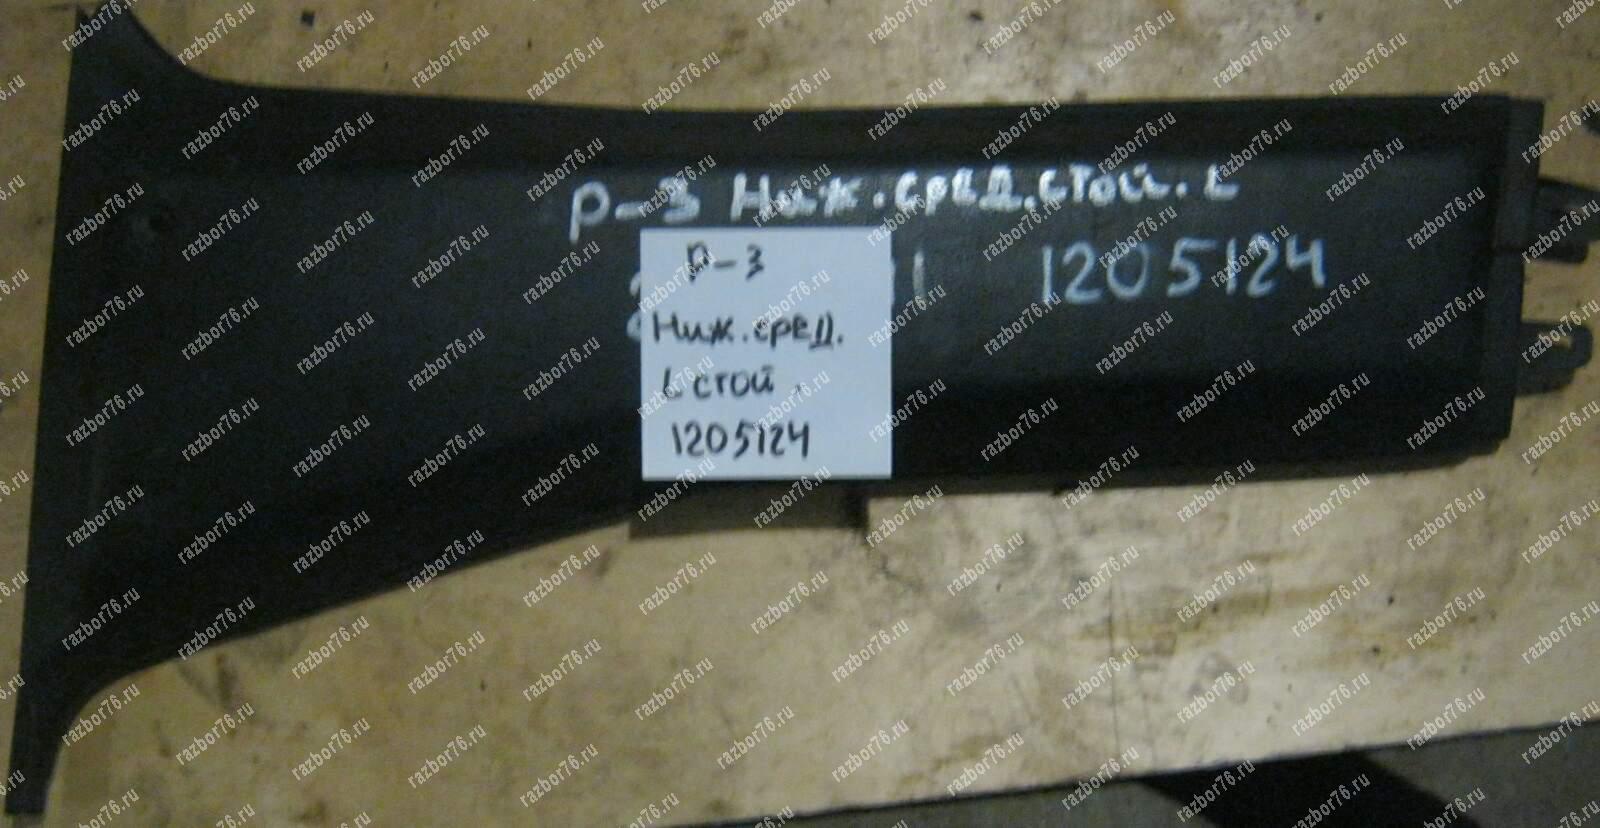 Р-3 Ниж.сред.стой.L
1205124
Р-3
Ниж.сред.
L стой.
1205124
razbor76.ru